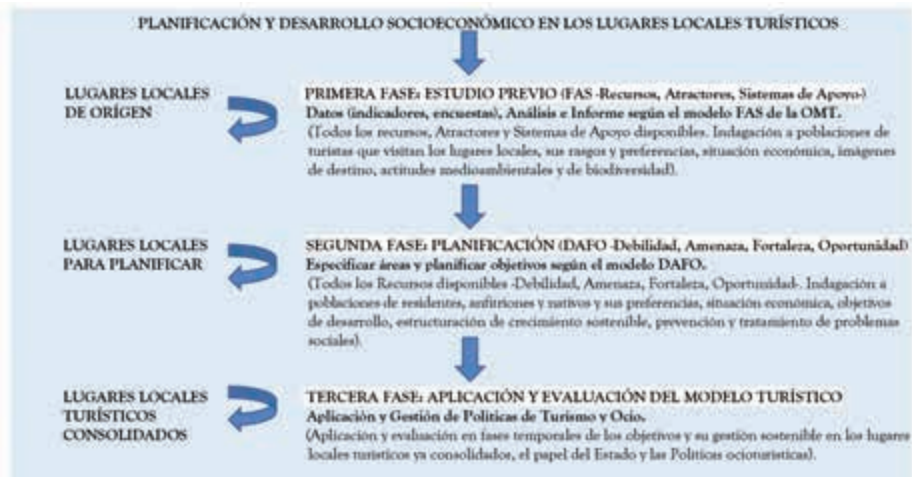 PLANIFICACIÓN Y DESARROLLO SOCIOECONÓMICO EN LOS LUGARES LOCALES TURÍSTICOS
LUGARES LOCALES
DE ORÍGEN
PRIMERA FASE: ESTUDIO PREVIO (FAS -Recursos, Atractores, Sistemas de Apoyo-)
Datos (indicadores, encuestas), Análisis e Informe según el modelo FAS de la OMT.
(Todos los recursos, Atractores y Sistemas de Apoyo disponibles. Indagación a poblaciones de
turistas que visitan los lugares locales, sus rasgos y preferencias, situación económica, imágenes
de destino, actitudes medioambientales y de biodiversidad).
LUGARES LOCALES
PARA PLANIFICAR
SEGUNDA FASE: PLANIFICACIÓN (DAFO -Debilidad, Amenaza, Fortaleza, Oportunidad)
Especificar áreas y planificar objetivos según el modelo DAFO.
(Todos los Recursos disponibles -Debilidad, Amenaza, Fortaleza, Oportunidad-. Indagación a
poblaciones de residentes, anfitriones y nativos y sus preferencias, situación económica, objetivos
de desarrollo, estructuración de crecimiento sostenible, prevención y tratamiento de problemas
sociales).
LUGARES LOCALES
TURÍSTICOS
CONSOLIDADOS
TERCERA FASE: APLICACIÓN Y EVALUACIÓN DEL MODELO TURÍSTICO
Aplicación y Gestión de Políticas de Turismo y Ocio.
(Aplicación y evaluación en fases temporales de los objetivos y su gestión sostenible en los lugares
locales turísticos ya consolidados, el papel del Estado y las Políticas ocioturísticas).